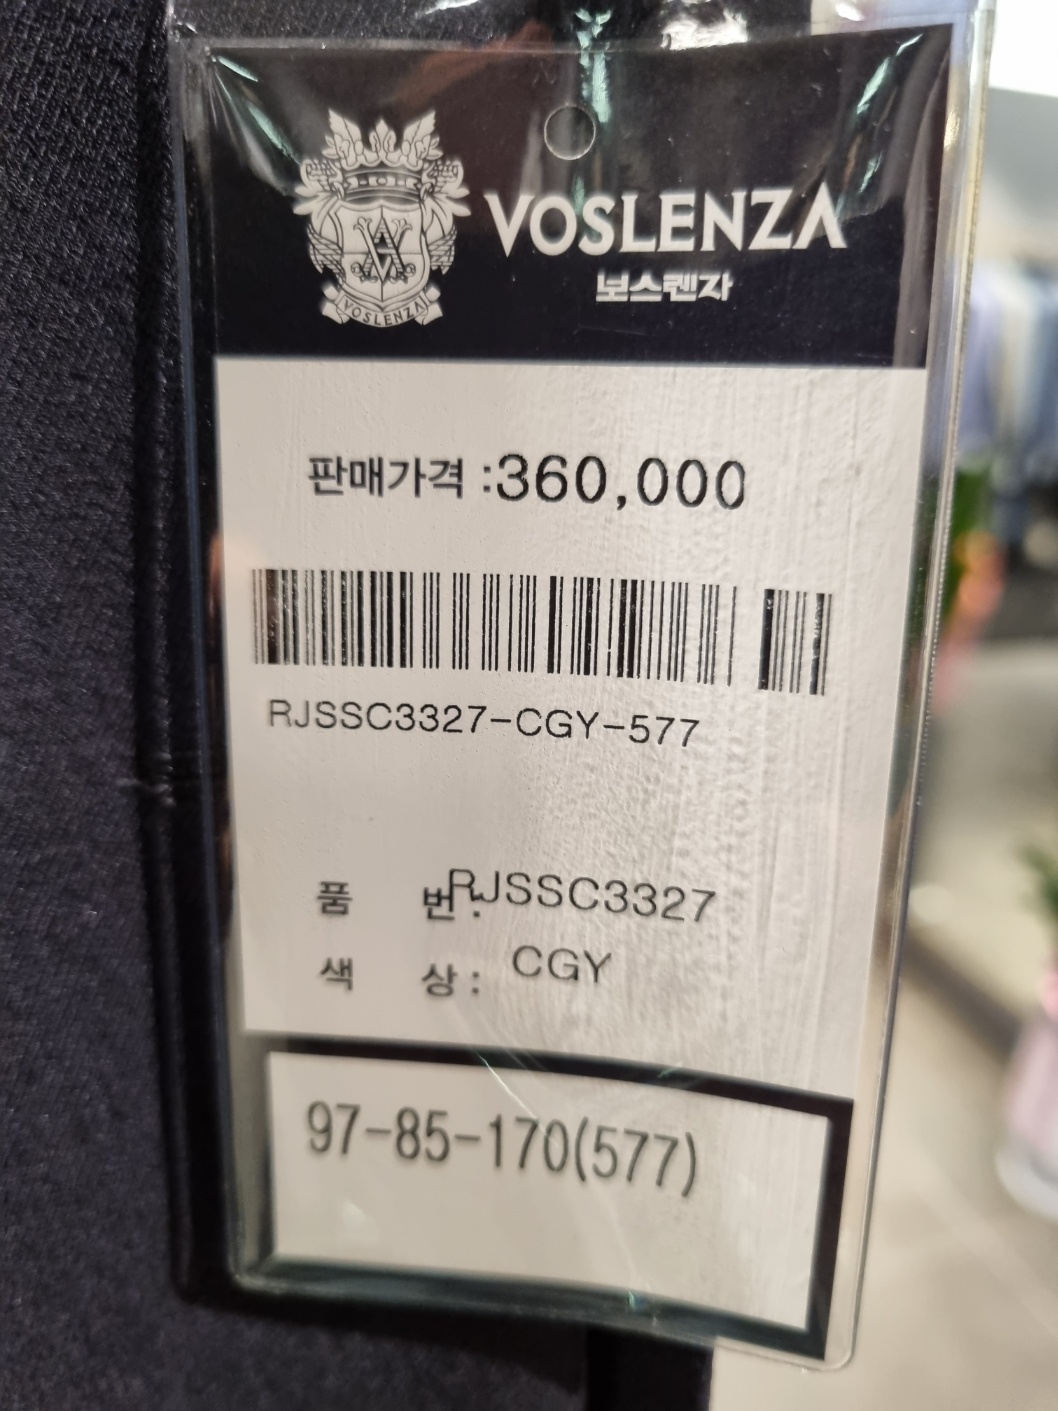 VOSLENZA
보스렌자
VOSLENZA
판매가격 :360,000
RJSSC3327-CGY-577
품 번: RJSSC3327
색 상: CGY
97-85-170(577)